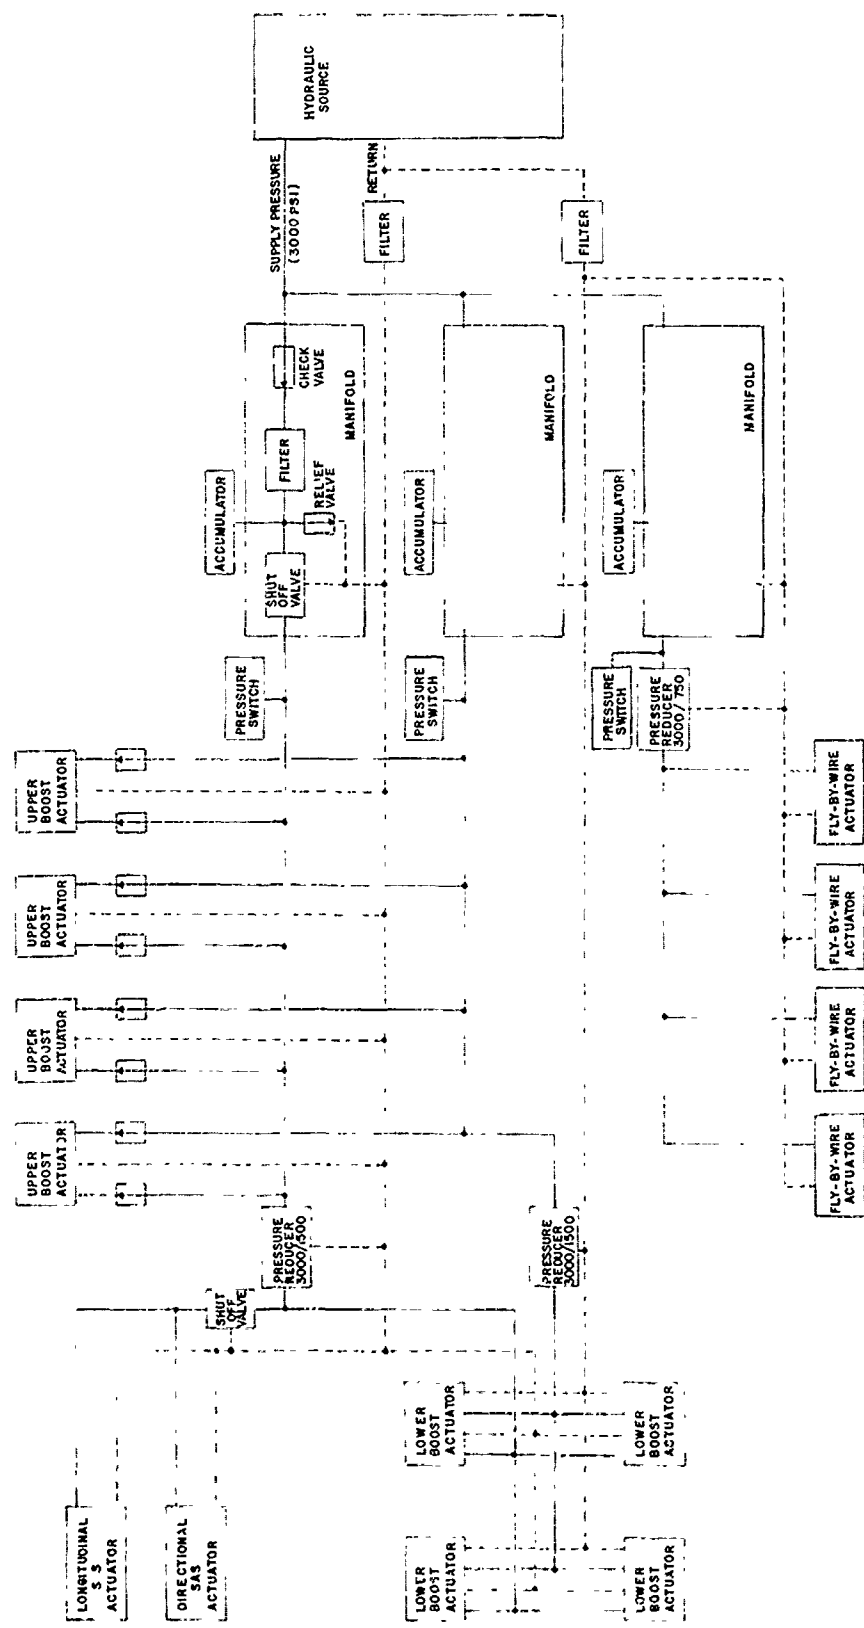 HYDRAULIC
SOURCE
SUPPLY PRESSURE
(3000 PSI)
RETURN
FILTER
FILTER
CHECK
VALVE
FILTER
MANIFOLD
ACCUMULATOR
RELIEF
VALVE
SHUT
OFF
VALVE
MANIFOLD
ACCUMULATOR
MANIFOLD
ACCUMULATOR
PRESSURE
SWITCH
PRESSURE
SWITCH
PRESSURE
SWITCH
PRESSURE
REDUCER
3000/750
UPPER
BOOST
ACTUATOR
UPPER
BOOST
ACTUATOR
UPPER
BOOST
ACTUATOR
UPPER
BOOST
ACTUATOR
FLY-BY-WIRE
ACTUATOR
FLY-BY-WIRE
ACTUATOR
FLY-BY-WIRE
ACTUATOR
FLY-BY-WIRE
ACTUATOR
PRESSURE
REDUCER
3000/1500
PRESSURE
REDUCER
3000/1500
SHUT
OFF
VALVE
LOWER
BOOST
ACTUATOR
LOWER
BOOST
ACTUATOR
LONGITUDINAL
S S
ACTUATOR
DIRECTIONAL
SAS
ACTUATOR
LOWER
BOOST
ACTUATOR
LOWER
BOOST
ACTUATOR